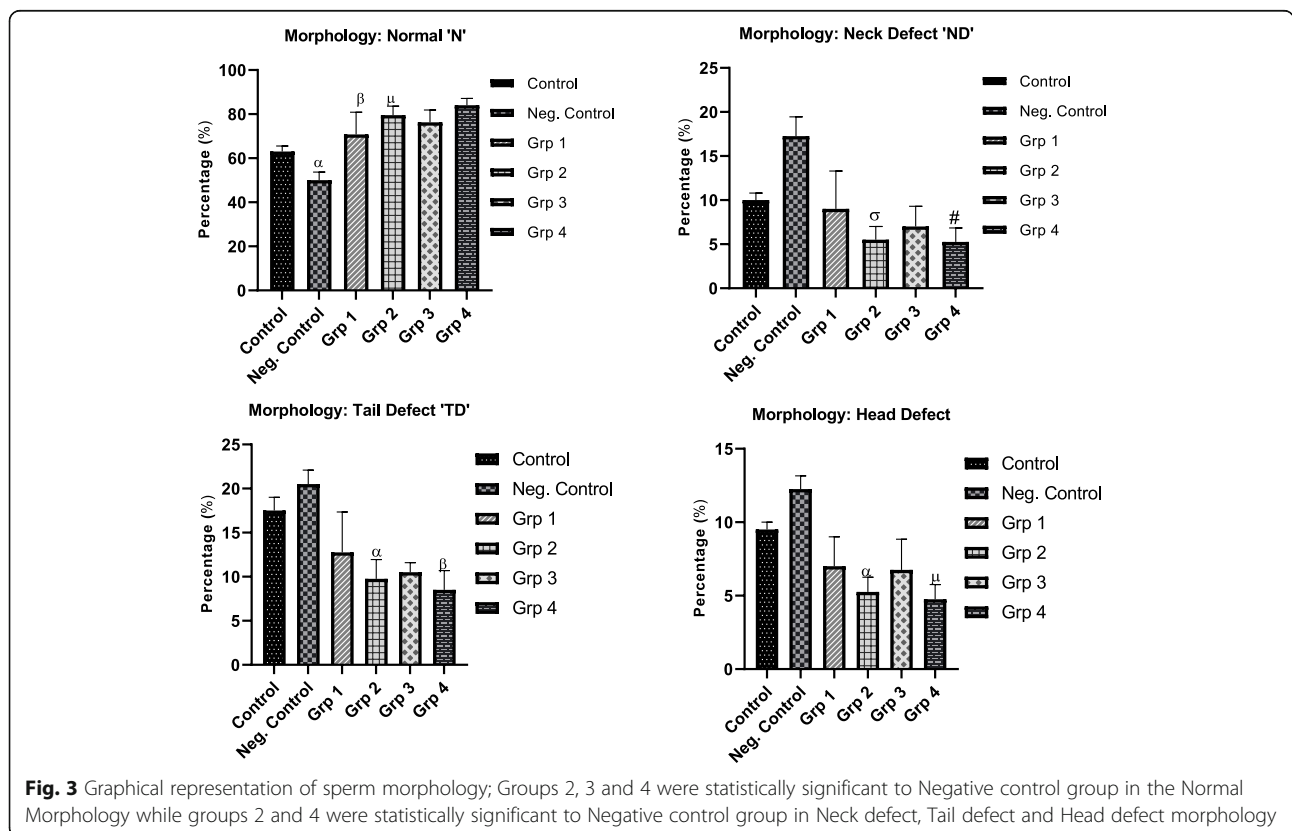 Morphology: Normal 'N'
Percentage (%)
100
80
60
40
20
0
α
β
μ
Control
Neg. Control
Grp 1
Grp 2
Grp 3
Grp 4
Control
Neg. Control
Grp 1
Grp 2
Grp 3
Grp 4
Morphology: Neck Defect 'ND'
Percentage (%)
25
20
15
10
5
0
σ
#
Control
Neg. Control
Grp 1
Grp 2
Grp 3
Grp 4
Control
Neg. Control
Grp 1
Grp 2
Grp 3
Grp 4
Morphology: Tail Defect 'TD'
Percentage (%)
25
20
15
10
5
0
α
β
Control
Neg. Control
Grp 1
Grp 2
Grp 3
Grp 4
Control
Neg. Control
Grp 1
Grp 2
Grp 3
Grp 4
Morphology: Head Defect
Percentage (%)
15
10
5
0
α
μ
Control
Neg. Control
Grp 1
Grp 2
Grp 3
Grp 4
Control
Neg. Control
Grp 1
Grp 2
Grp 3
Grp 4
Fig. 3 Graphical representation of sperm morphology; Groups 2, 3 and 4 were statistically significant to Negative control group in the Normal
Morphology while groups 2 and 4 were statistically significant to Negative control group in Neck defect, Tail defect and Head defect morphology